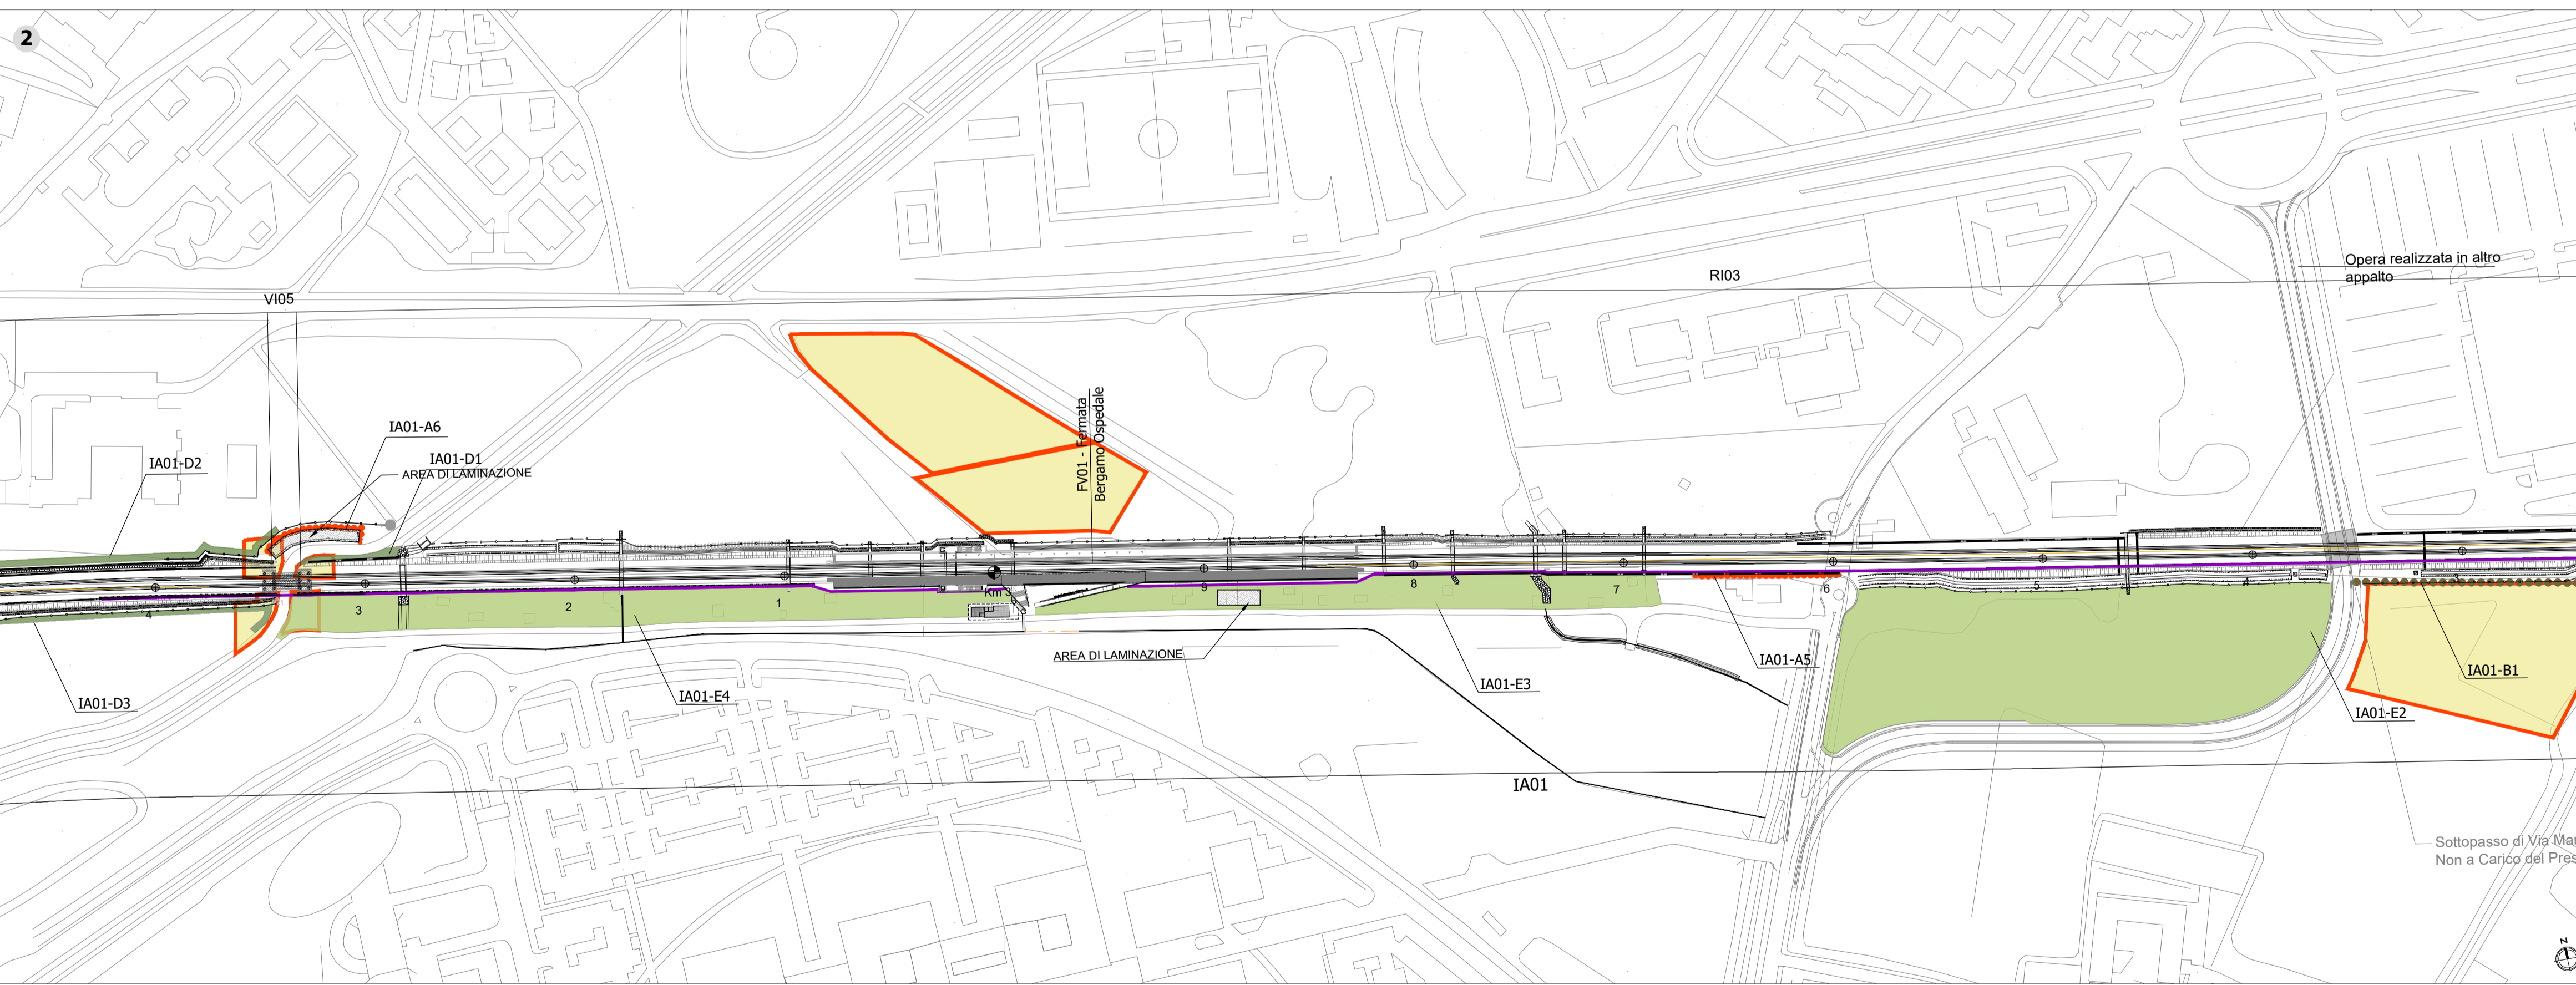 2
Opera realizzata in altro
appalto
RI03
VI05
FV01 - Fermata
Bergamo Ospedale
IA01-A6
IA01-D1
AREA DI LAMINAZIONE
IA01-D2
4
3
2
1
Km 3
9
8
7
6
5
4
3
AREA DI LAMINAZIONE
IA01-A5
IA01-B1
IA01-E3
IA01-E4
IA01-D3
IA01-E2
IA01
Sottopasso di Via
Non a Carico del
N